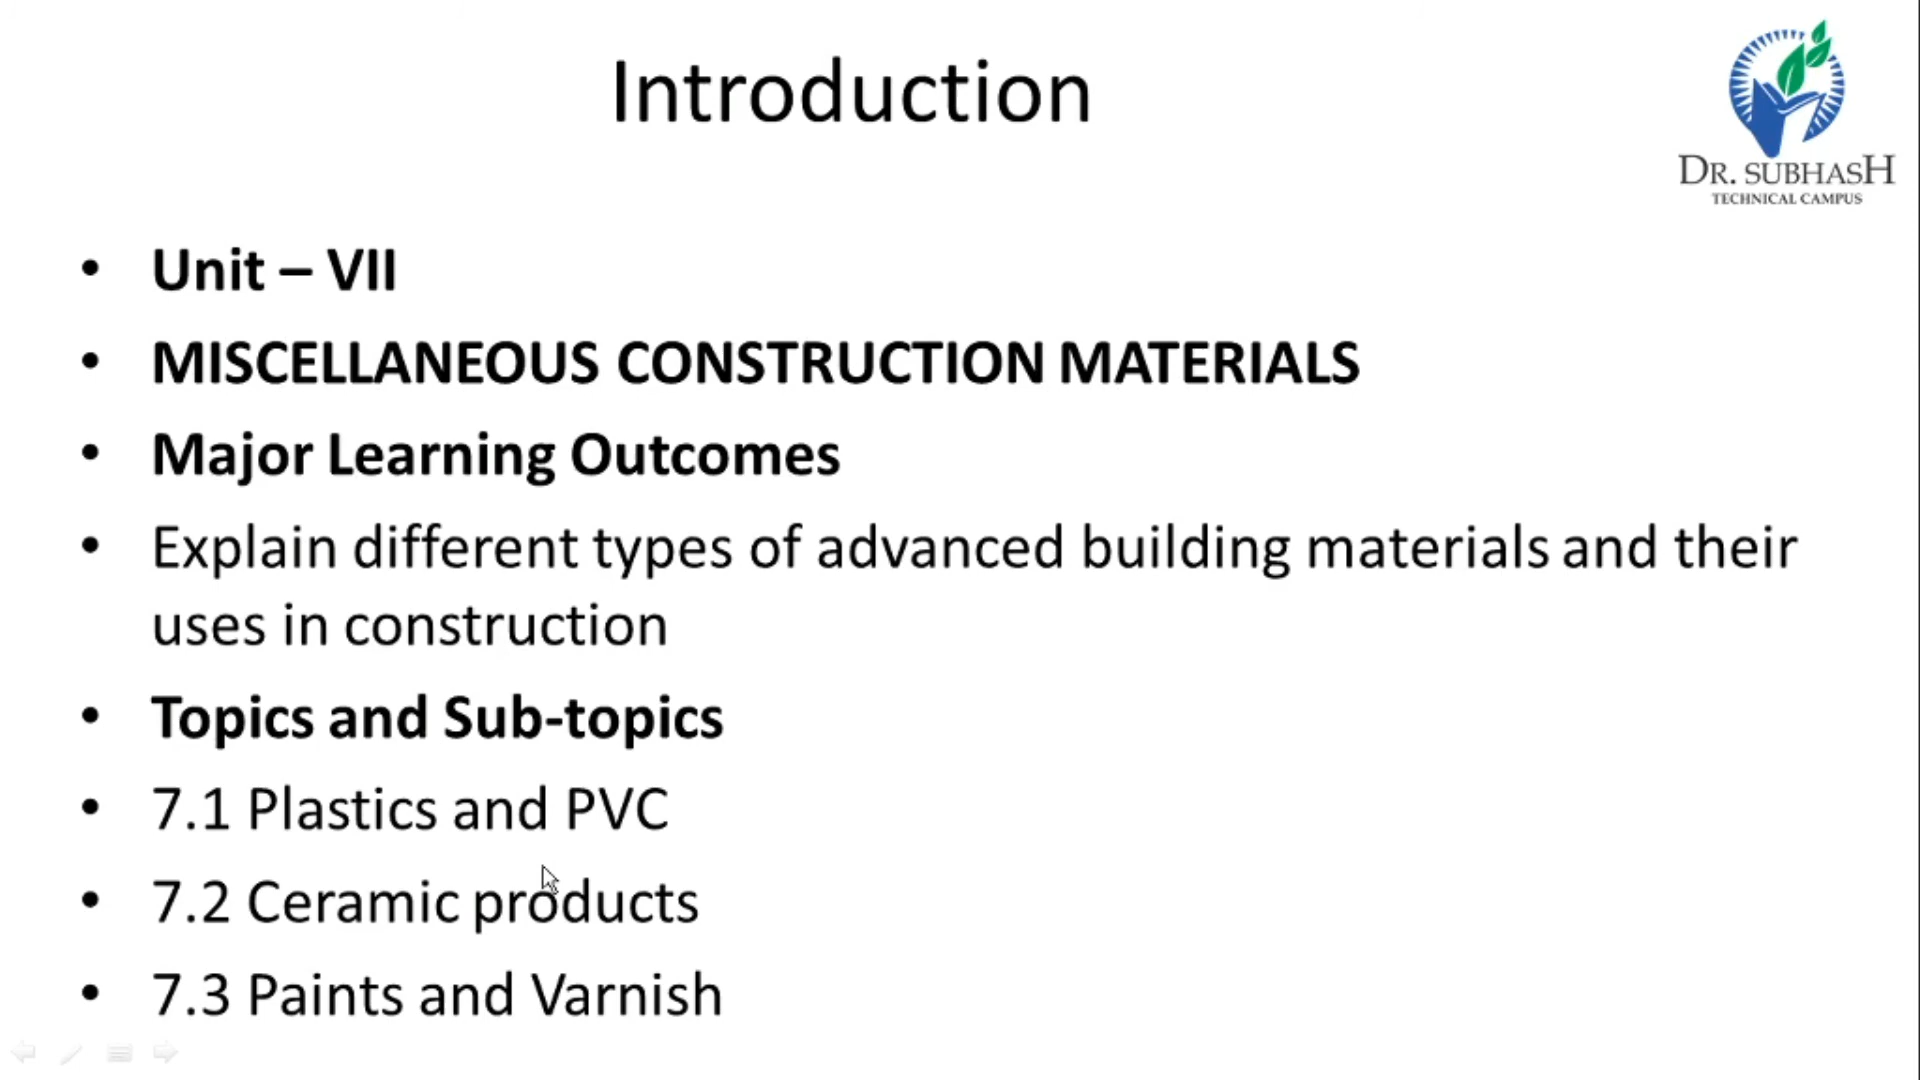 Introduction
DR. SUBHASH
TECHNICAL CAMPUS
• Unit – VII
• MISCELLANEOUS CONSTRUCTION MATERIALS
• Major Learning Outcomes
• Explain different types of advanced building materials and their
uses in construction
• Topics and Sub-topics
• 7.1 Plastics and PVC
• 7.2 Ceramic products
• 7.3 Paints and Varnish